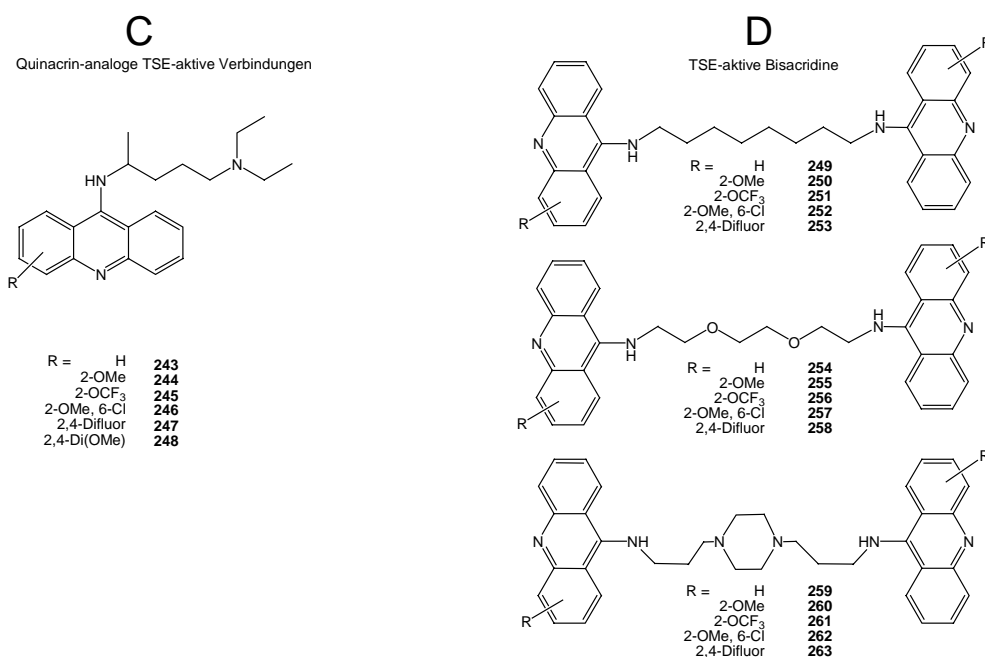 C
Quinacrin-analoge TSE-aktive Verbindungen
HN
N
N
R
R = H 243
2-OMe 244
2-OCF3 245
2-OMe, 6-Cl 246
2,4-Difluor 247
2,4-Di(OMe) 248
D
TSE-aktive Bisacridine
R
N
N
H
H
N
N
R
R = H 249
2-OMe 250
2-OCF3 251
2-OMe, 6-Cl 252
2,4-Difluor 253
R
N
N
H
O
O
H
N
N
R
R = H 254
2-OMe 255
2-OCF3 256
2-OMe, 6-Cl 257
2,4-Difluor 258
R
N
NH
N
N
HN
N
R
R = H 259
2-OMe 260
2-OCF3 261
2-OMe, 6-Cl 262
2,4-Difluor 263